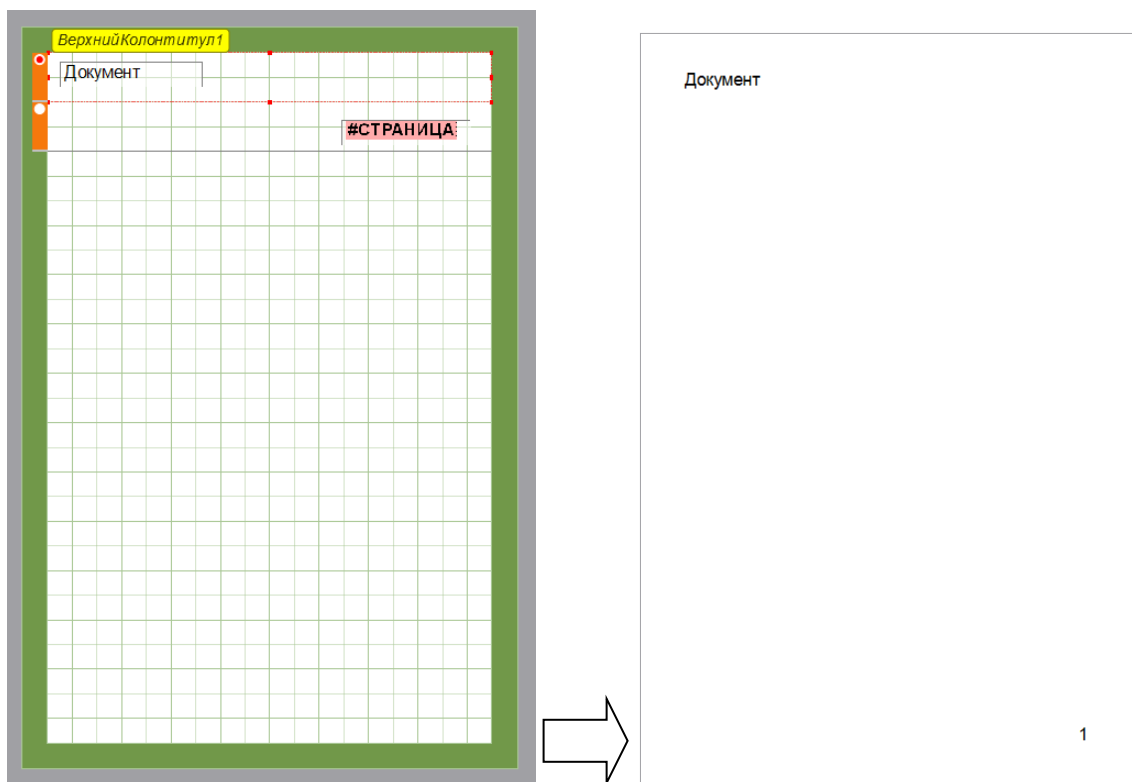 ВерхнийКолонтитул1
Документ
#СТРАНИЦА
Документ
1